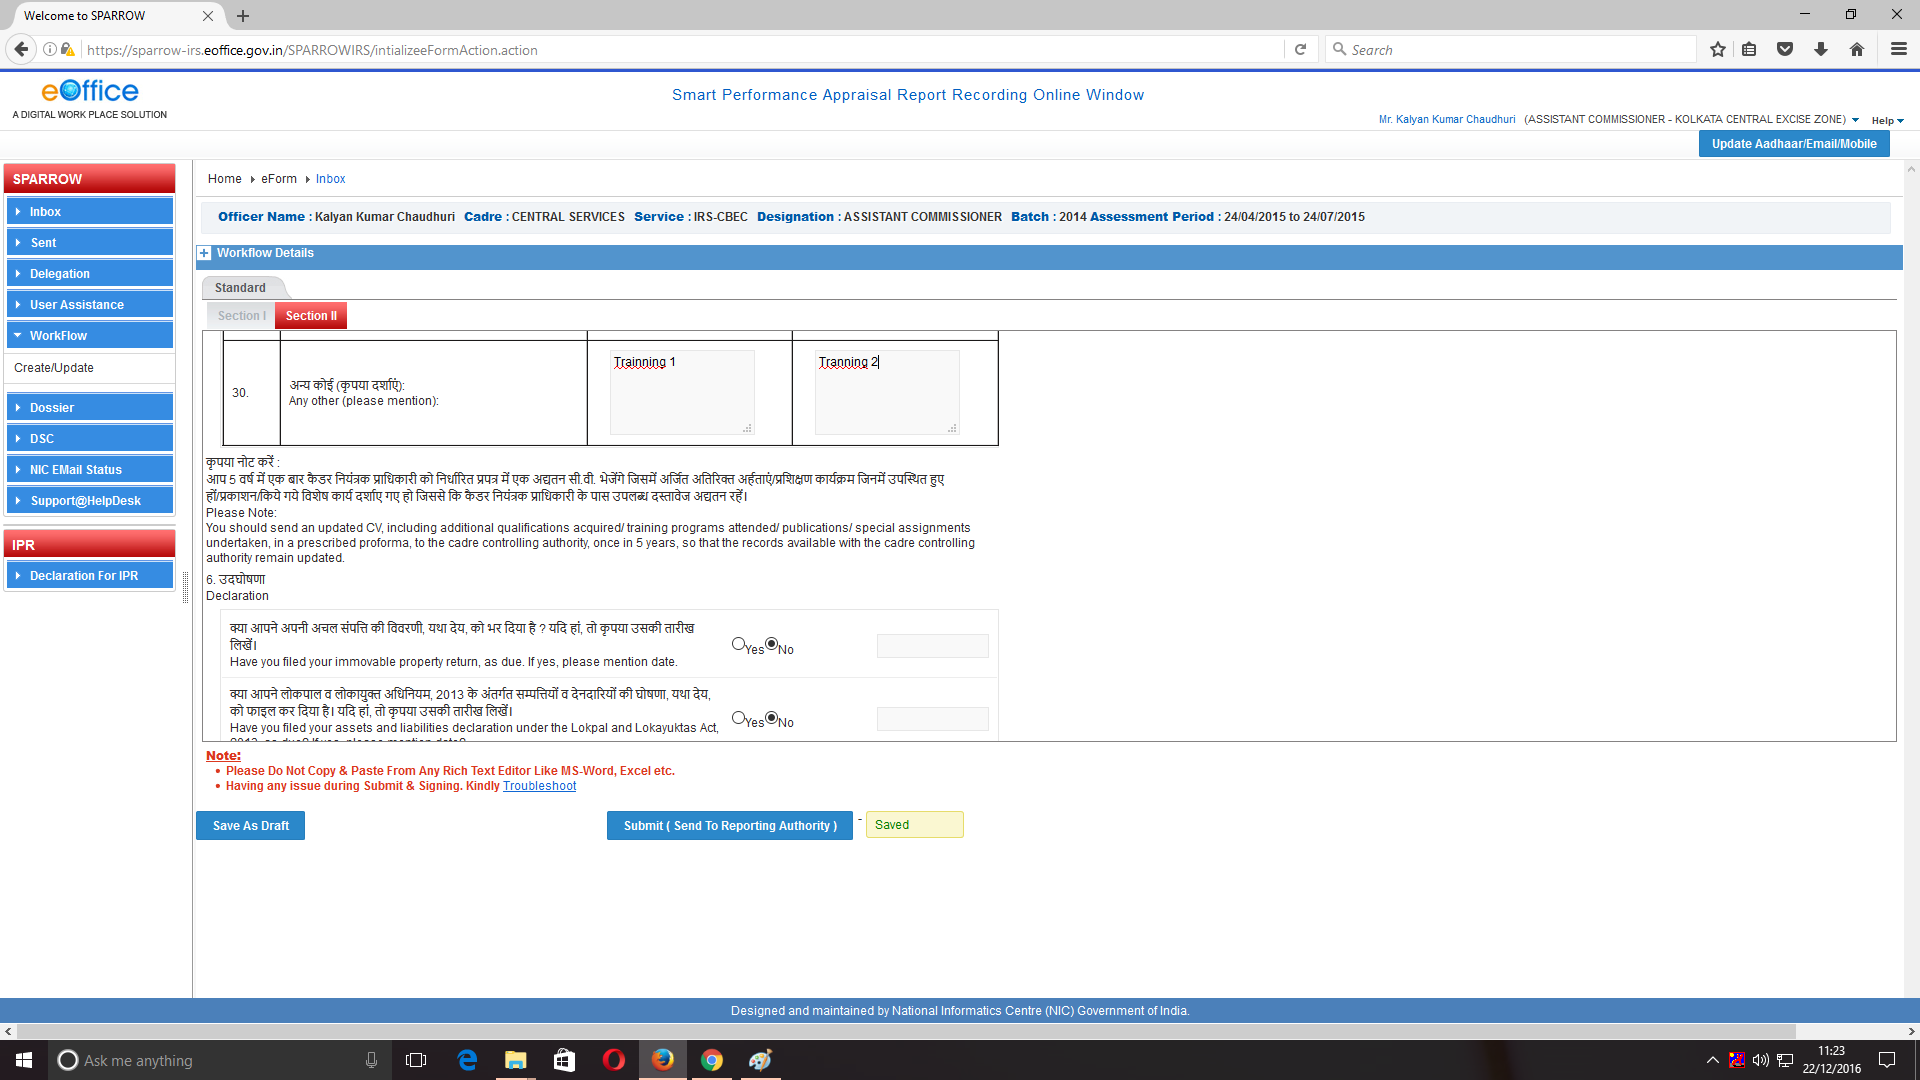 Welcome to SPARROW
https://sparrow-irs.eoffice.gov.in/SPARROWIRS/intializeeFormAction.action
Search
eOffice
A DIGITAL WORK PLACE SOLUTION
Smart Performance Appraisal Report Recording Online Window
Mr. Kalyan Kumar Chaudhuri (ASSISTANT COMMISSIONER - KOLKATA CENTRAL EXCISE ZONE) Help
Update Aadhaar/Email/Mobile
SPARROW
Inbox
Sent
Delegation
User Assistance
WorkFlow
Create/Update
Dossier
DSC
NIC EMail Status
Support@HelpDesk
IPR
Declaration For IPR
Home eForm Inbox
Officer Name : Kalyan Kumar Chaudhuri Cadre : CENTRAL SERVICES Service : IRS-CBEC Designation : ASSISTANT COMMISSIONER Batch : 2014 Assessment Period : 24/04/2015 to 24/07/2015
Workflow Details
Standard
Section I Section II
Trainning 1 Tranning 2
30.
अन्य कोई (कृपया दर्शाएं):
Any other (please mention):
कृपया नोट करें :
आप 5 वर्ष में एक बार कैडर नियंत्रक प्राधिकारी को निर्धारित प्रपत्र में एक अद्यतन सी.वी. भेजेंगे जिसमें अर्जित अतिरिक्त अर्हताएं/प्रशिक्षण कार्यक्रम जिनमें उपस्थित हुए
हों/प्रकाशन/किये गये विशेष कार्य दर्शाए गए हो जिससे कि कैडर नियंत्रक प्राधिकारी के पास उपलब्ध दस्तावेज अद्यतन रहें।
Please Note:
You should send an updated CV, including additional qualifications acquired/ training programs attended/ publications/ special assignments
undertaken, in a prescribed proforma, to the cadre controlling authority, once in 5 years, so that the records available with the cadre controlling
authority remain updated.
6. उदघोषणा
Declaration
क्या आपने अपनी अचल संपत्ति की विवरणी, यथा देय, को भर दिया है ? यदि हां, तो कृपया उसकी तारीख
लिखें।
Have you filed your immovable property return, as due. If yes, please mention date.
Yes No
क्या आपने लोकपाल व लोकायुक्त अधिनियम, 2013 के अंतर्गत सम्पत्तियों व देनदारियों की घोषणा, यथा देय,
को फाइल कर दिया है। यदि हां, तो कृपया उसकी तारीख लिखें।
Have you filed your assets and liabilities declaration under the Lokpal and Lokayuktas Act,
2013, as due? If yes, please mention date?
Yes No
Note:
• Please Do Not Copy & Paste From Any Rich Text Editor Like MS-Word, Excel etc.
• Having any issue during Submit & Signing. Kindly Troubleshoot
Save As Draft
Submit ( Send To Reporting Authority ) - Saved
Designed and maintained by National Informatics Centre (NIC) Government of India.
Ask me anything
11:23
22/12/2016